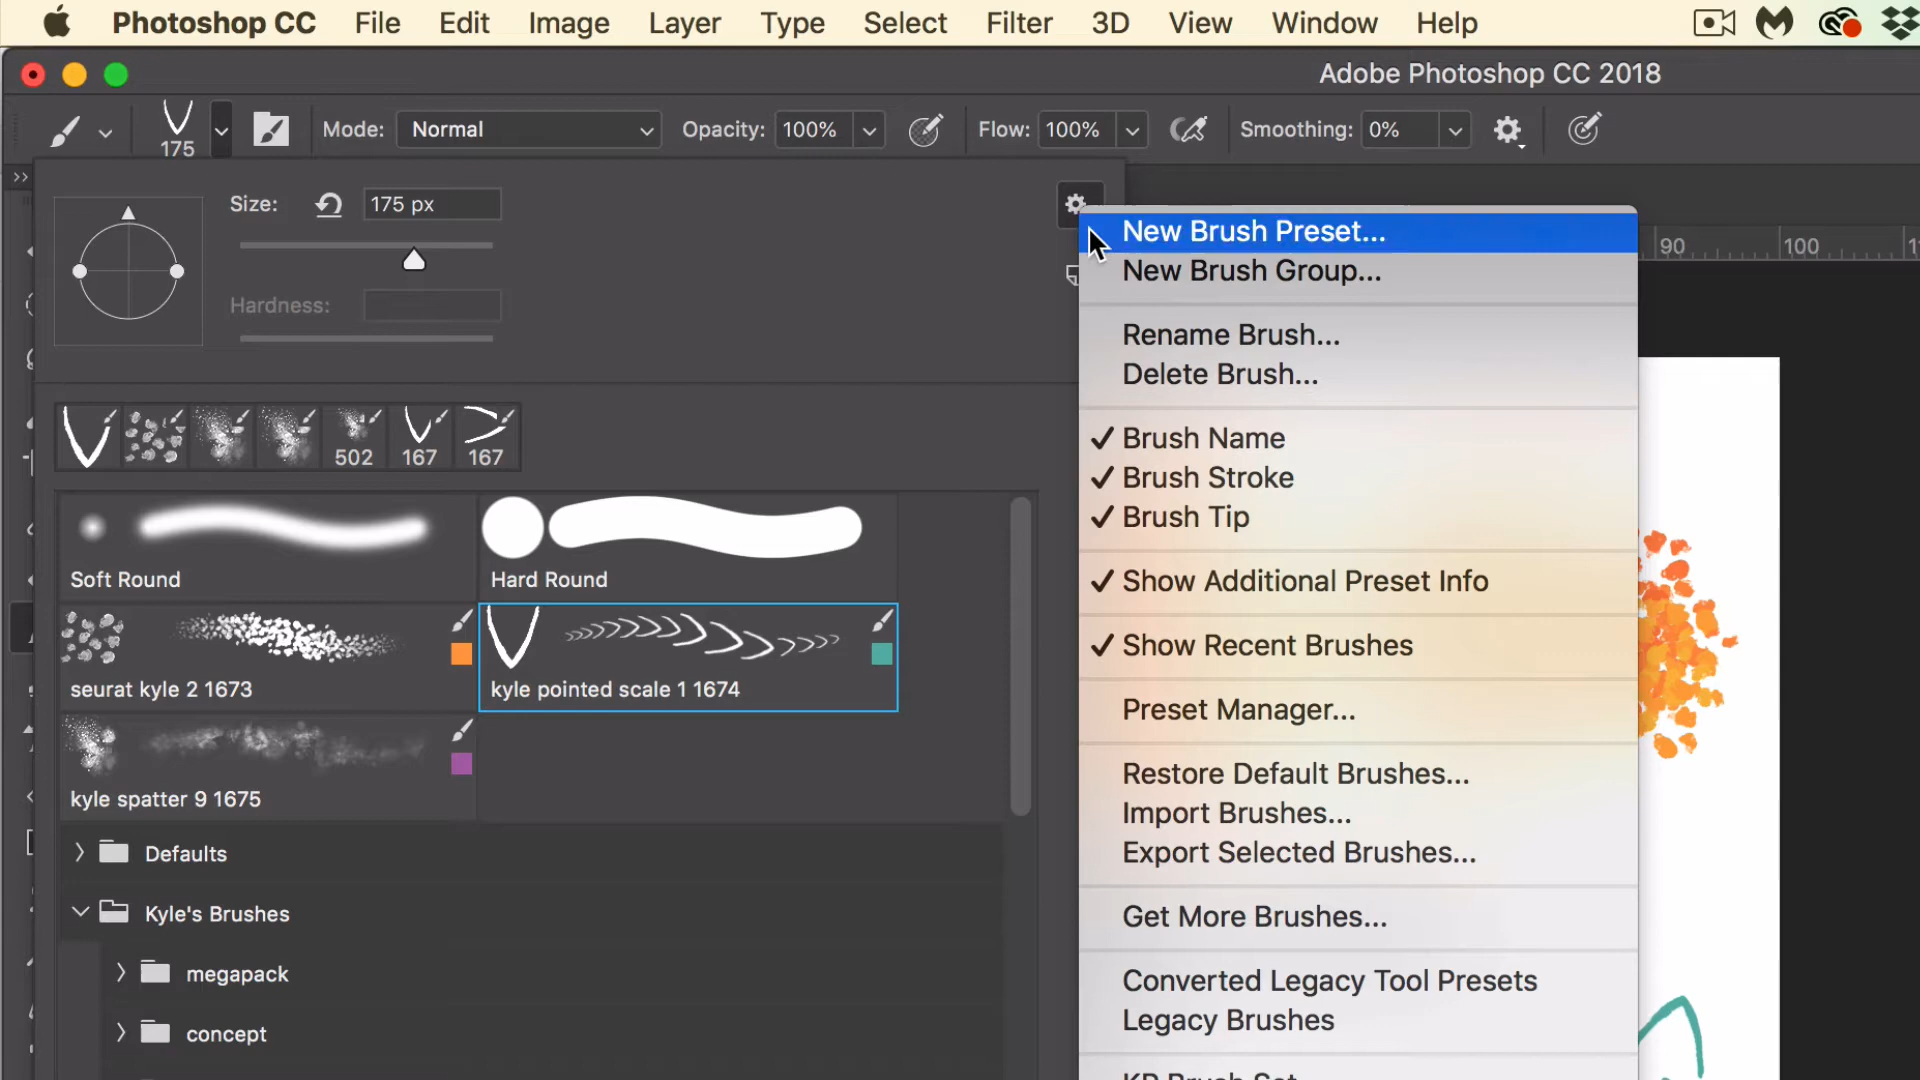 Photoshop CC File Edit Image Layer Type Select Filter 3D View Window Help
Adobe Photoshop CC 2018
175 Mode: Normal Opacity: 100% Flow: 100% Smoothing: 0%
Size: 175 px
Hardness:
502 167 167
Soft Round Hard Round
seurat kyle 2 1673 kyle pointed scale 1 1674
kyle spatter 9 1675
Defaults
Kyle's Brushes
megapack
concept
New Brush Preset...
New Brush Group...
Rename Brush...
Delete Brush...
✓ Brush Name
✓ Brush Stroke
✓ Brush Tip
✓ Show Additional Preset Info
✓ Show Recent Brushes
Preset Manager...
Restore Default Brushes...
Import Brushes...
Export Selected Brushes...
Get More Brushes...
Converted Legacy Tool Presets
Legacy Brushes
90 100